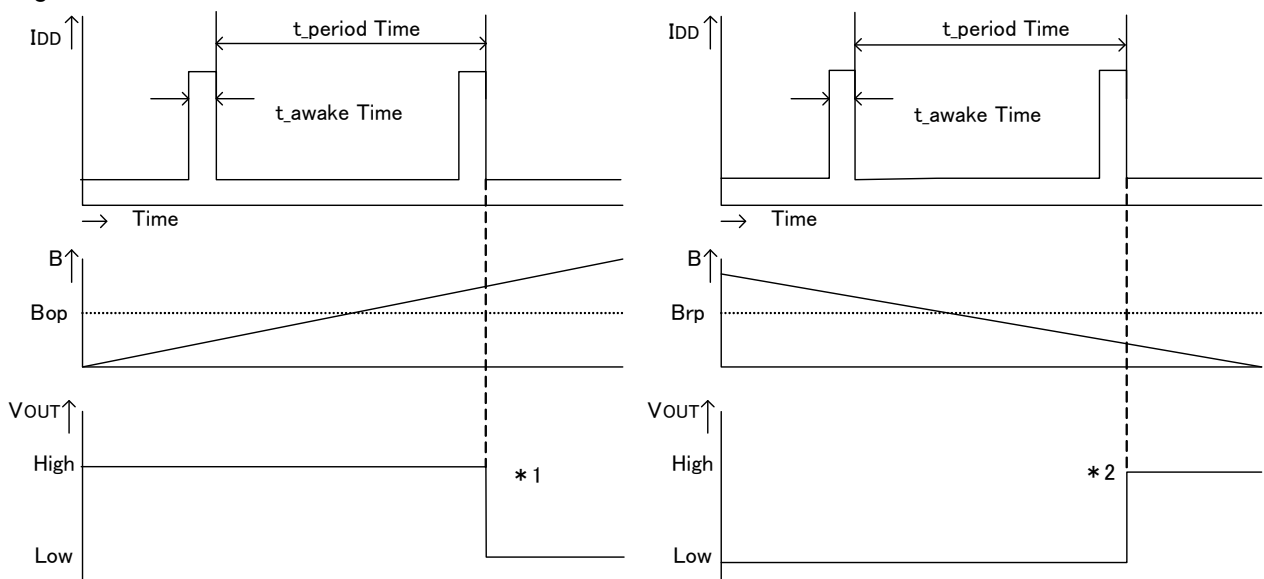 IDD
t_period Time
t_awake Time
Time
B
Bop
VOUT
High
*1
Low
IDD
t_period Time
t_awake Time
Time
B
Brp
VOUT
High
*2
Low